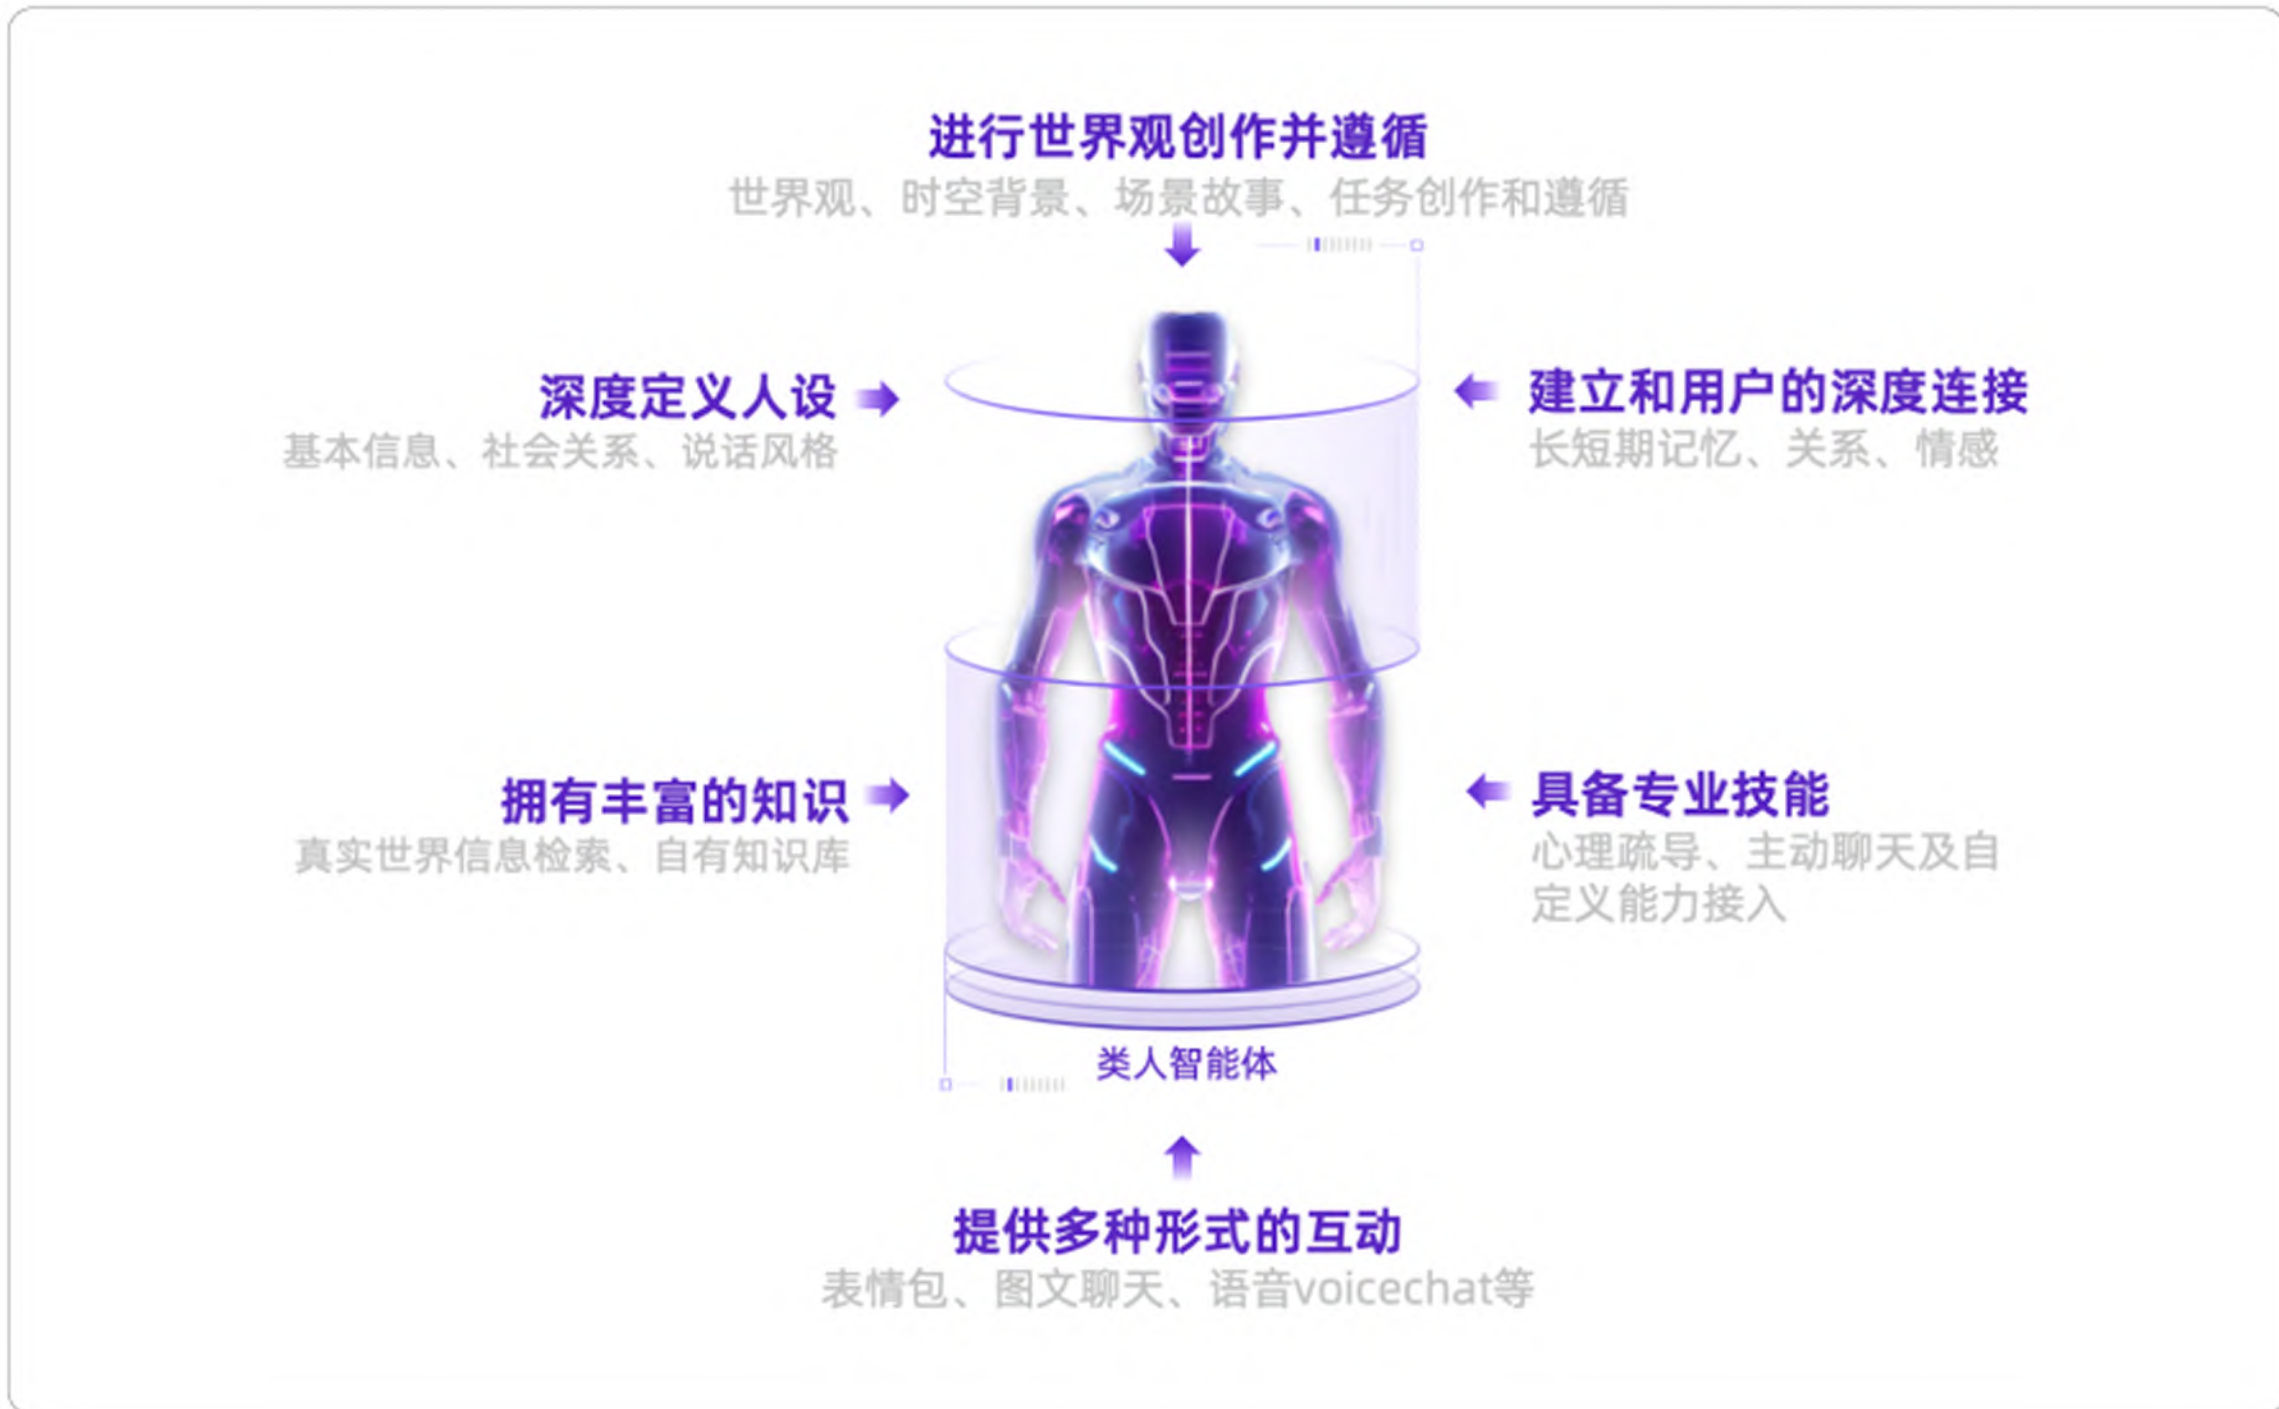 进行世界观创作并遵循
世界观、时空背景、场景故事、任务创作和遵循
深度定义人设
基本信息、社会关系、说话风格
建立和用户的深度连接
长短期记忆、关系、情感
拥有丰富的知识
真实世界信息检索、自有知识库
具备专业技能
心理疏导、主动聊天及自
定义能力接入
类人智能体
提供多种形式的互动
表情包、图文聊天、语音voicechat等